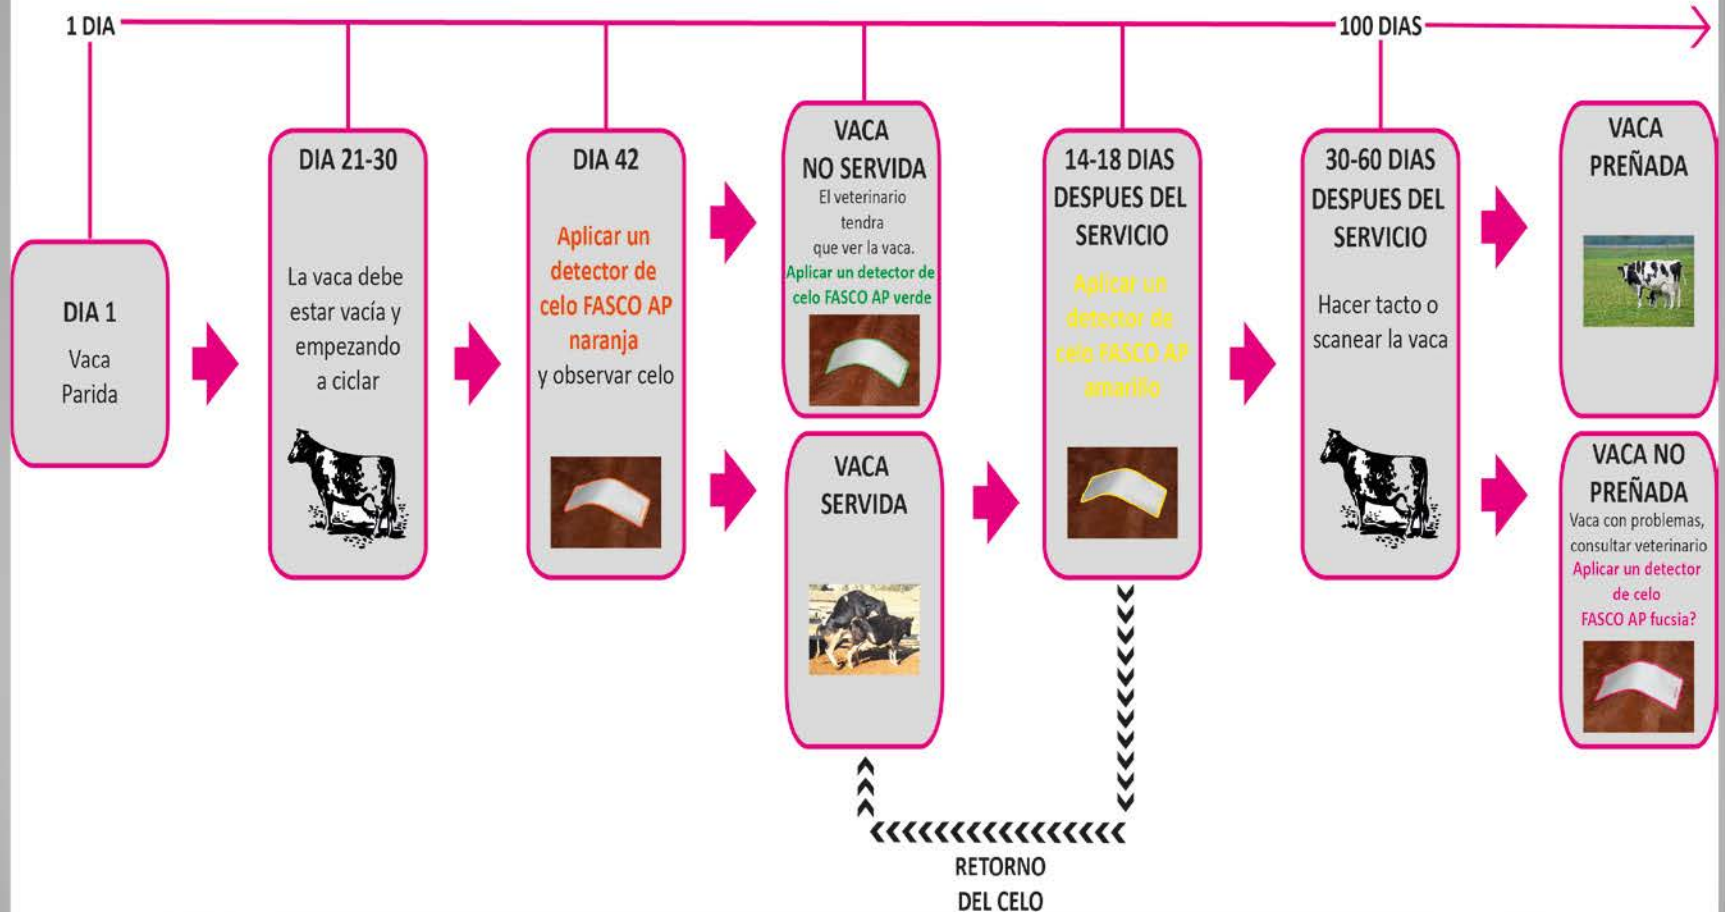 1 DIA
100 DIAS
DIA 1
Vaca
Parida
DIA 21-30
La vaca debe
estar vacía y
empezando
a ciclar
DIA 42
Aplicar un
detector de
celo FASCO AP
naranja
y observar celo
VACA
NO SERVIDA
El veterinario
tendra
que ver la vaca.
Aplicar un detector de
celo FASCO AP verde
VACA
SERVIDA
14-18 DIAS
DESPUES DEL
SERVICIO
Aplicar un
detector de
celo FASCO AP
amarillo
30-60 DIAS
DESPUES DEL
SERVICIO
Hacer tacto o
scanear la vaca
VACA
PREÑADA
VACA NO
PREÑADA
Vaca con problemas,
consultar veterinario
Aplicar un detector
de celo
FASCO AP fucsia?
RETORNO
DEL CELO